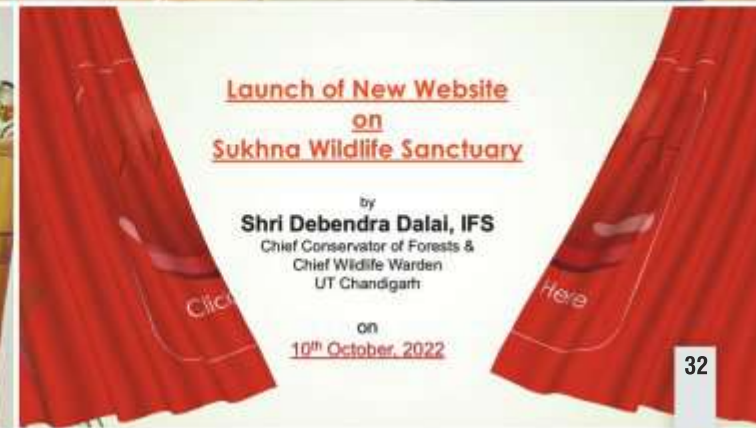 Launch of New Website
on
Sukhna Wildlife Sanctuary
by
Shri Debendra Dalai, IFS
Chief Conservator of Forests &
Chief Wildlife Warden
UT Chandigarh
Here
on
10th October, 2022
32